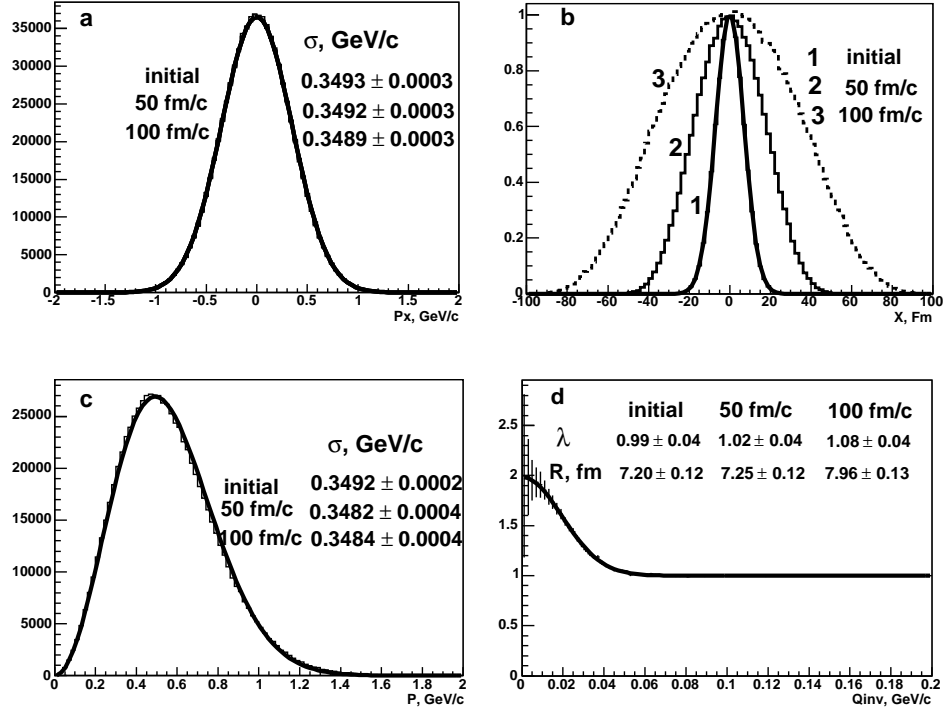 a
σ, GeV/c
initial 0.3493 ± 0.0003
50 fm/c 0.3492 ± 0.0003
100 fm/c 0.3489 ± 0.0003
35000
30000
25000
20000
15000
10000
5000
0
-2 -1.5 -1 -0.5 0 0.5 1 1.5 2
Px, GeV/c
b
1 initial
2 50 fm/c
3 100 fm/c
3
2
1
1
0.8
0.6
0.4
0.2
0
-100 -80 -60 -40 -20 0 20 40 60 80 100
X, Fm
c
σ, GeV/c
initial 0.3492 ± 0.0002
50 fm/c 0.3482 ± 0.0004
100 fm/c 0.3484 ± 0.0004
25000
20000
15000
10000
5000
0
0 0.2 0.4 0.6 0.8 1 1.2 1.4 1.6 1.8 2
P, GeV/c
d
initial 50 fm/c 100 fm/c
λ 0.99 ± 0.04 1.02 ± 0.04 1.08 ± 0.04
R, fm 7.20 ± 0.12 7.25 ± 0.12 7.96 ± 0.13
2.5
2
1.5
1
0.5
0
0 0.02 0.04 0.06 0.08 0.1 0.12 0.14 0.16 0.18 0.2
Qinv, GeV/c